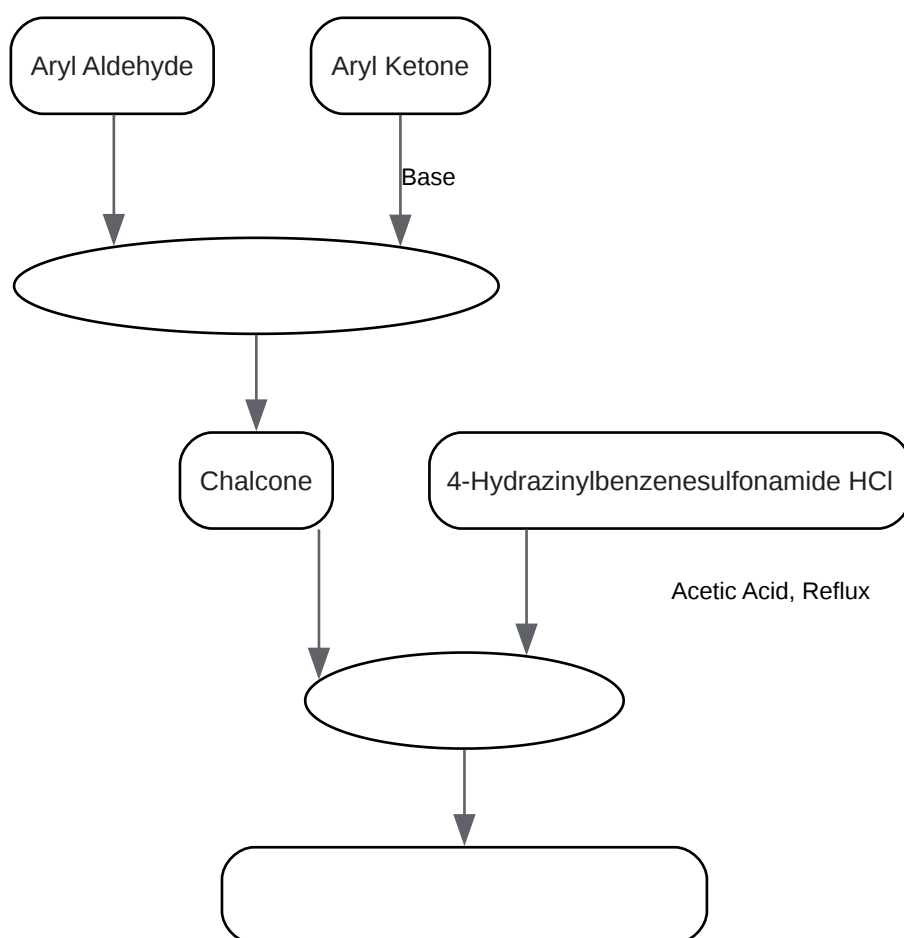 Aryl Aldehyde
Aryl Ketone
Base
Chalcone
4-Hydrazinylbenzenesulfonamide HCl
Acetic Acid, Reflux